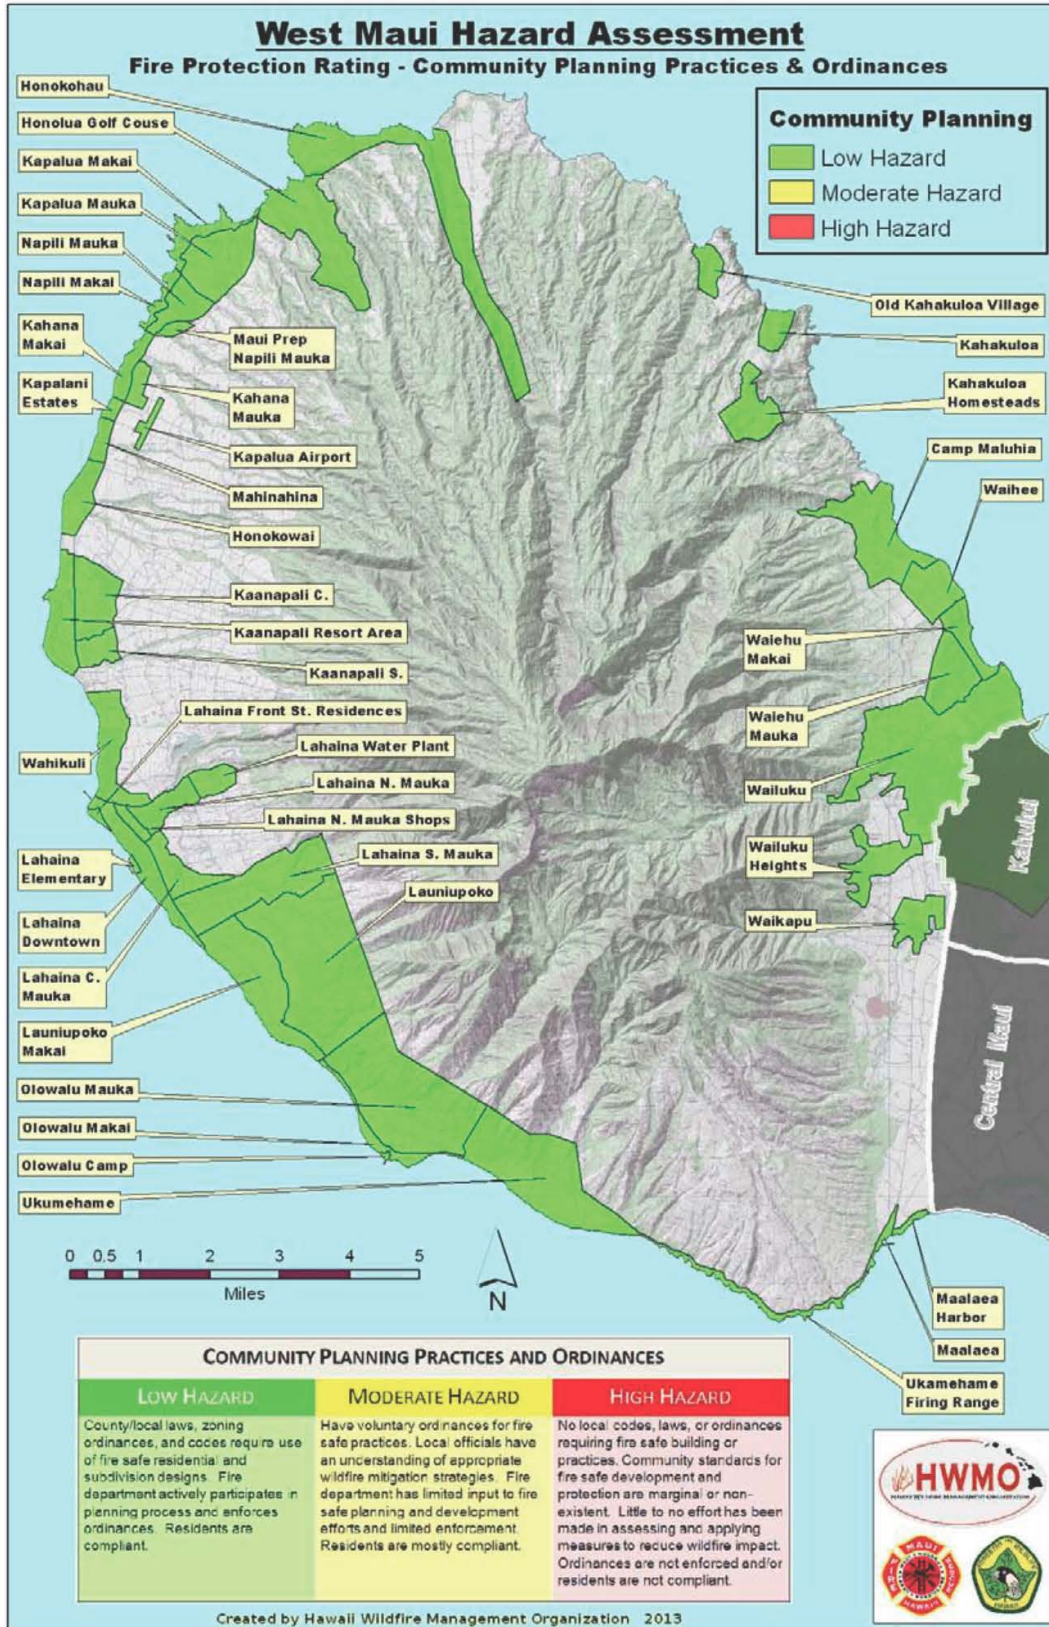 West Maui Hazard Assessment
Fire Protection Rating - Community Planning Practices & Ordinances
Community Planning
Low Hazard
Moderate Hazard
High Hazard
Honokohau
Honolua Golf Couse
Kapalua Makai
Kapalua Mauka
Napili Mauka
Napili Makai
Kahana
Makai
Kapalani
Estates
Maui Prep
Napili Mauka
Kahana
Mauka
Kapalua Airport
Mahinahina
Honokowai
Kaanapali C.
Kaanapali Resort Area
Kaanapali S.
Lahaina Front St. Residences
Lahaina Water Plant
Wahikuli
Lahaina N. Mauka
Lahaina N. Mauka Shops
Lahaina S. Mauka
Launiupoko
Lahaina
Elementary
Lahaina
Downtown
Lahaina C.
Mauka
Launiupoko
Makai
Olowalu Mauka
Olowalu Makai
Olowalu Camp
Ukumehame
Old Kahakuloa Village
Kahakuloa
Kahakuloa
Homesteads
Camp Maluhia
Waihee
Waiehu
Makai
Waiehu
Mauka
Wailuku
Wailuku
Heights
Waikapu
Kahului
Central Maui
Maalaea
Harbor
Maalaea
Ukamehame
Firing Range
0 0.5 1 2 3 4 5
Miles
N
COMMUNITY PLANNING PRACTICES AND ORDINANCES
LOW HAZARD
County/local laws, zoning
ordinances, and codes require use
of fire safe residential and
subdivision designs. Fire
department actively participates in
planning process and enforces
ordinances. Residents are
compliant.
MODERATE HAZARD
Have voluntary ordinances for fire
safe practices. Local officials have
an understanding of appropriate
wildfire mitigation strategies. Fire
department has limited input to fire
safe planning and development
efforts and limited enforcement.
Residents are mostly compliant.
HIGH HAZARD
No local codes, laws, or ordinances
requiring fire safe building or
practices. Community standards for
fire safe development and
protection are marginal or non-
existent. Little to no effort has been
made in assessing and applying
measures to reduce wildfire impact.
Ordinances are not enforced and/or
residents are not compliant.
HWMO
HAWAII WILDFIRE MANAGEMENT ORGANIZATION
MAUI
FIRE
HAWAII
Created by Hawaii Wildfire Management Organization 2013